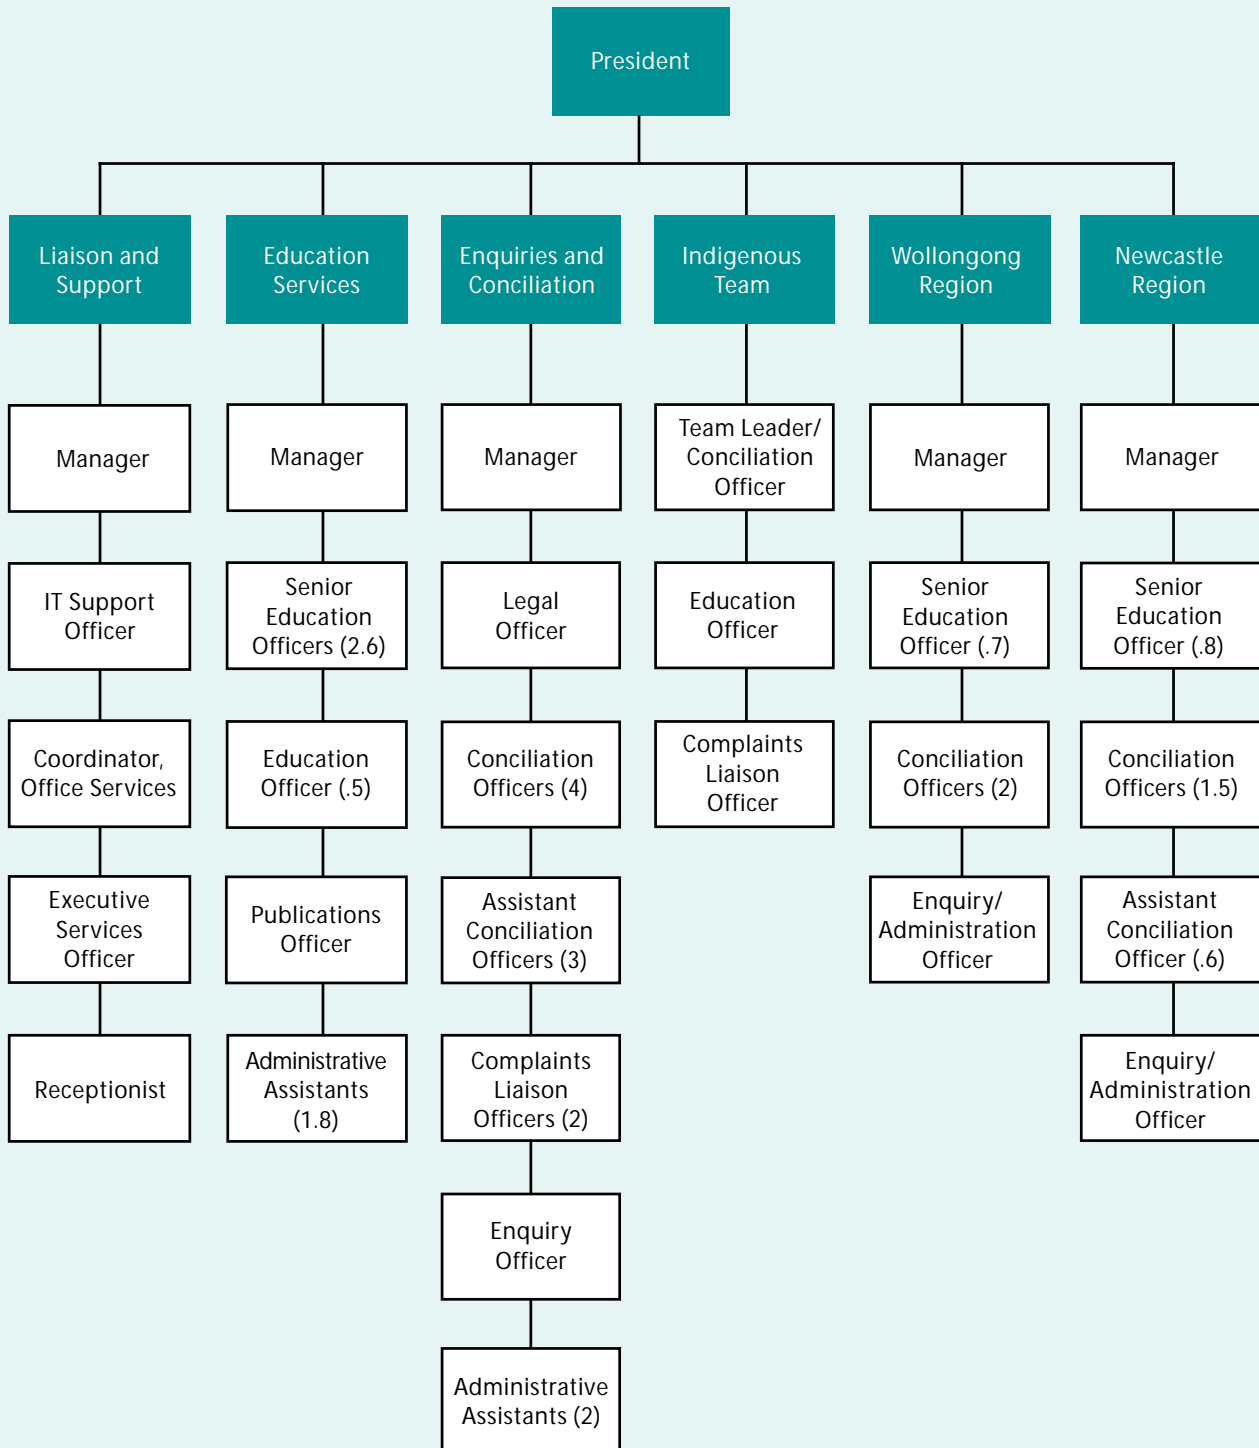 President
Liaison and
Support
Education
Services
Enquiries and
Conciliation
Indigenous
Team
Wollongong
Region
Newcastle
Region
Manager
Manager
Manager
Team Leader/
Conciliation
Officer
Manager
Manager
IT Support
Officer
Senior
Education
Officers (2.6)
Legal
Officer
Education
Officer
Senior
Education
Officer (.7)
Senior
Education
Officer (.8)
Coordinator,
Office Services
Education
Officer (.5)
Conciliation
Officers (4)
Complaints
Liaison
Officer
Conciliation
Officers (2)
Conciliation
Officers (1.5)
Executive
Services
Officer
Publications
Officer
Assistant
Conciliation
Officers (3)
Enquiry/
Administration
Officer
Assistant
Conciliation
Officer (.6)
Receptionist
Administrative
Assistants
(1.8)
Complaints
Liaison
Officers (2)
Enquiry/
Administration
Officer
Enquiry
Officer
Administrative
Assistants (2)